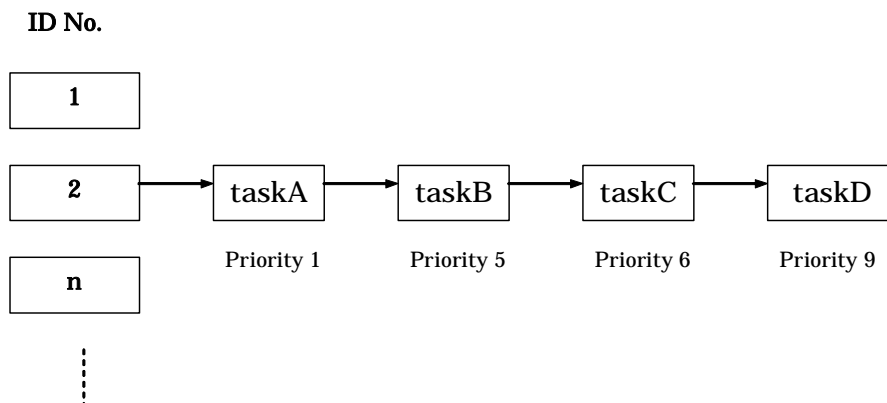 ID No.
1
2
taskA
taskB
taskC
taskD
Priority 1
Priority 5
Priority 6
Priority 9
n